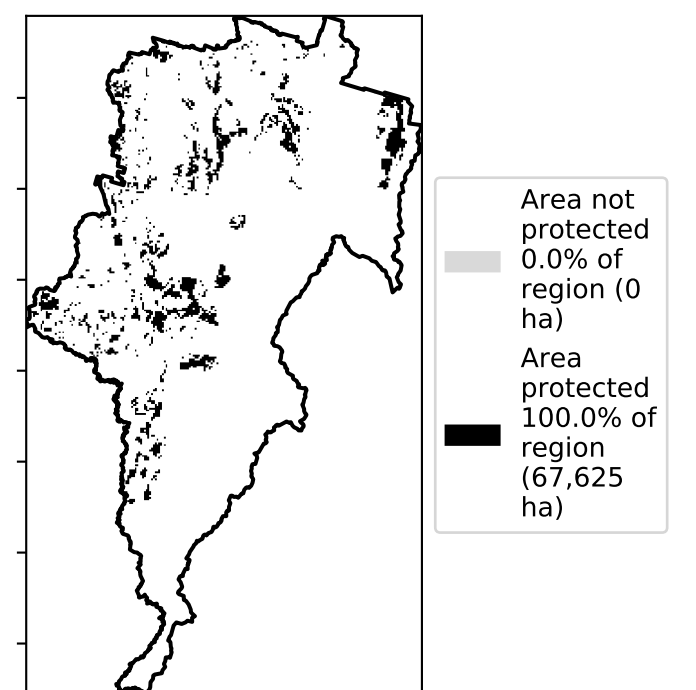 Area not
protected
0.0% of
region (0
ha)
Area
protected
100.0% of
region
(67,625
ha)